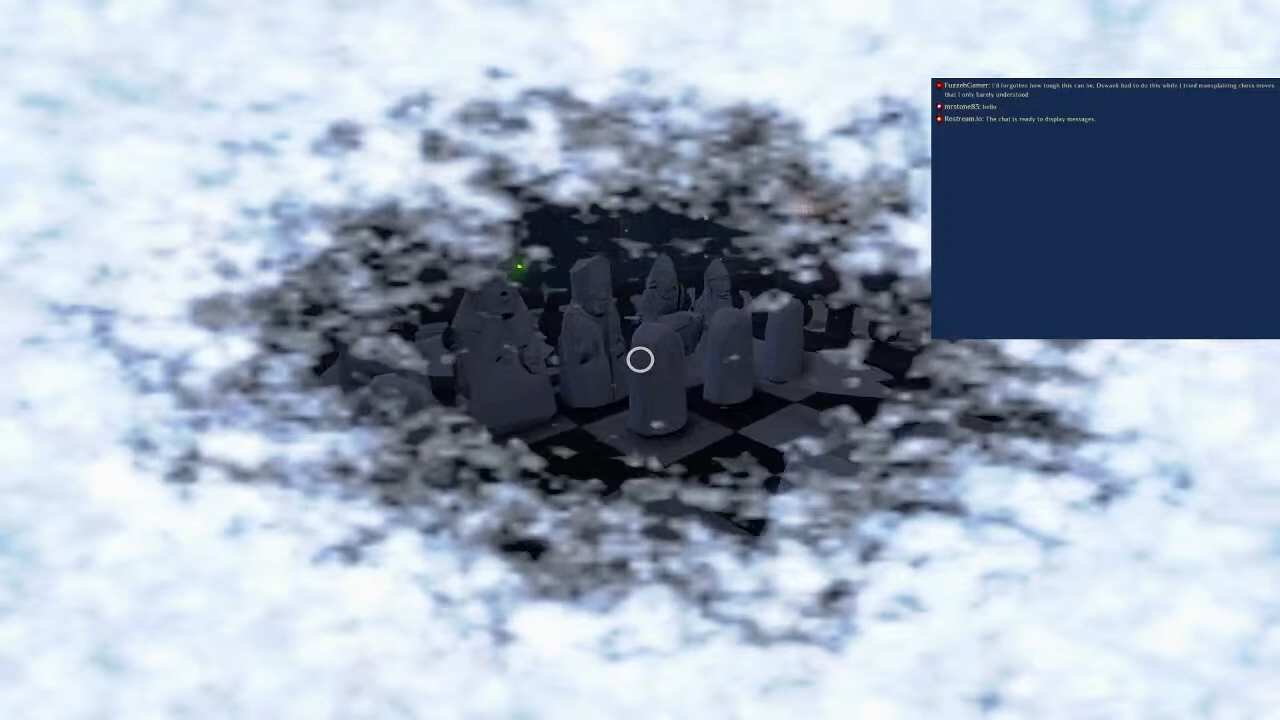 FuzzehGamer: I'd forgotten how tough this can be, Dswank had to do this while I tried mansplaining chess moves
that I only barely understood
mrstone85: hello
Restream.io: The chat is ready to display messages.